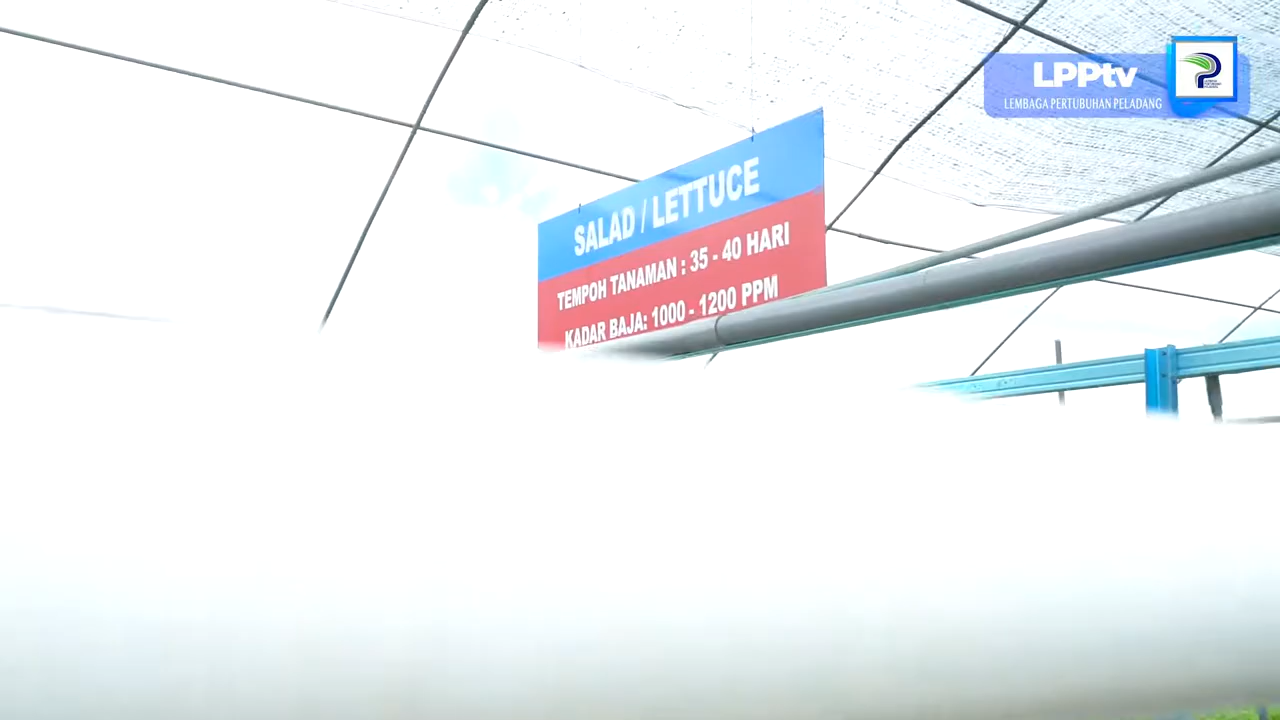 LPPtv
LEMBAGA PERTUBUHAN PELADANG
SALAD / LETTUCE
TEMPOH TANAMAN : 35 - 40 HARI
KADAR BAJA: 1000 - 1200 PPM